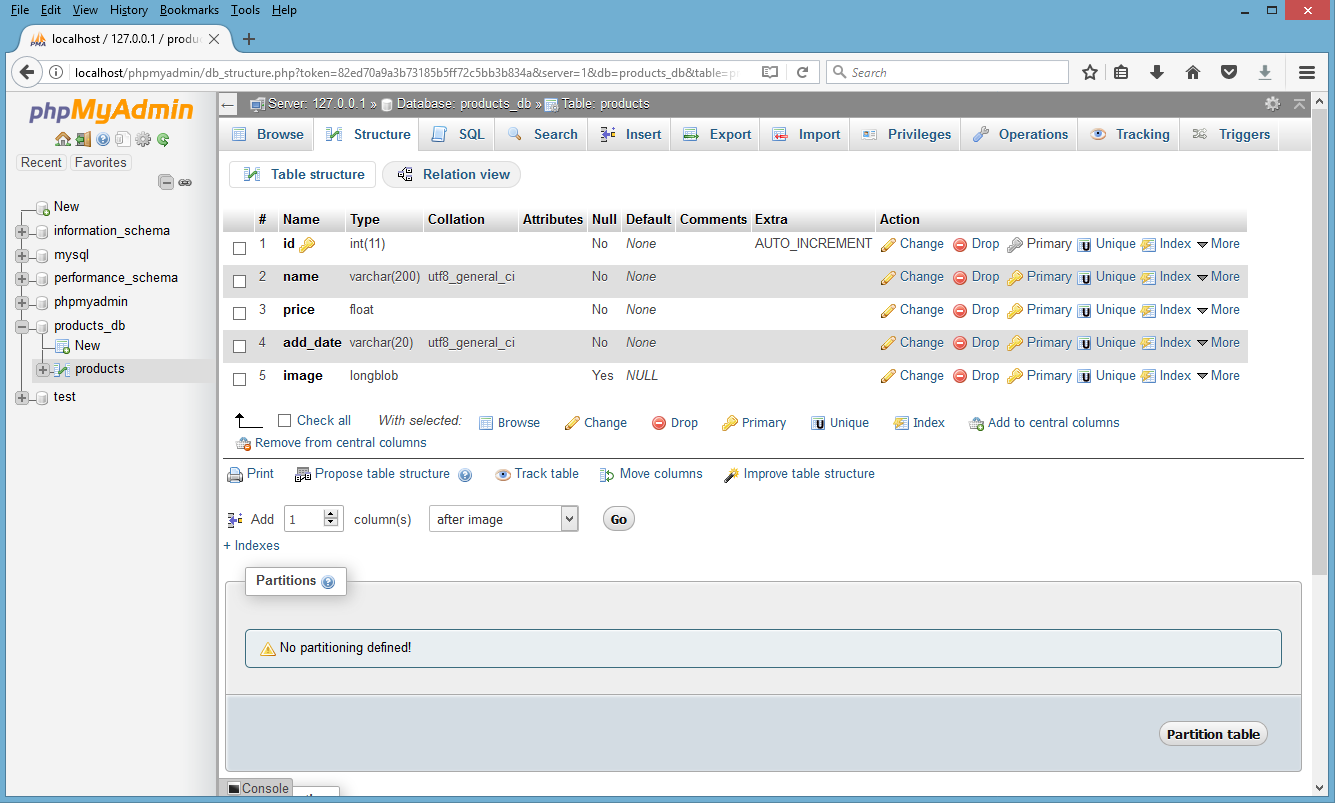 File Edit View History Bookmarks Tools Help
PMA localhost / 127.0.0.1 / produ
localhost/phpmyadmin/db_structure.php?token=82ed70a9a3b73185b5ff72c5bb3b834a&server=1&db=products_db&table=p
Search
phpMyAdmin
Recent Favorites
New
information_schema
mysql
performance_schema
phpmyadmin
products_db
New
products
test
Server: 127.0.0.1 » Database: products_db » Table: products
Browse Structure SQL Search Insert Export Import Privileges Operations Tracking Triggers
Table structure Relation view
# Name Type Collation Attributes Null Default Comments Extra Action
1 id int(11) No None AUTO_INCREMENT Change Drop Primary Unique Index More
2 name varchar(200) utf8_general_ci No None Change Drop Primary Unique Index More
3 price float No None Change Drop Primary Unique Index More
4 add_date varchar(20) utf8_general_ci No None Change Drop Primary Unique Index More
5 image longblob Yes NULL Change Drop Primary Unique Index More
Check all With selected: Browse Change Drop Primary Unique Index Add to central columns
Remove from central columns
Print Propose table structure Track table Move columns Improve table structure
Add 1 column(s) after image Go
+ Indexes
Partitions
No partitioning defined!
Partition table
Console